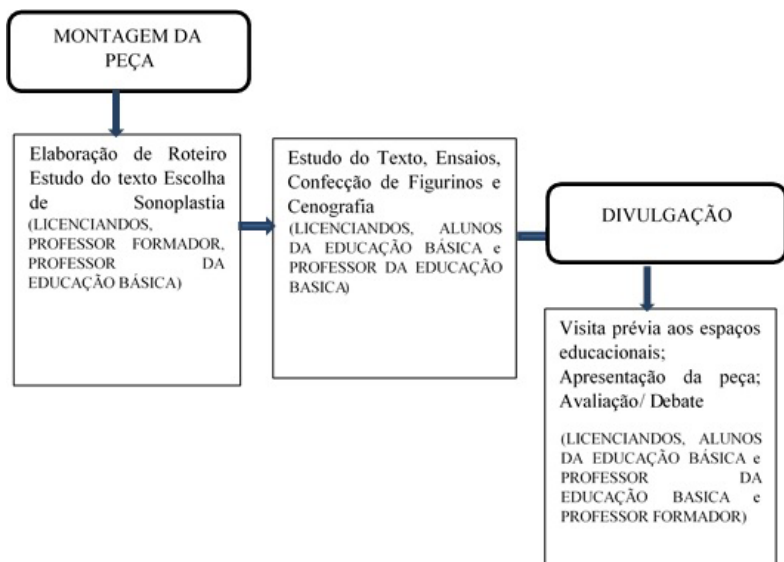 MONTAGEM DA
PEÇA
Elaboração de Roteiro
Estudo do texto Escolha
de Sonoplastia
(LICENCIANDOS,
PROFESSOR FORMADOR,
PROFESSOR DA
EDUCAÇÃO BÁSICA)
Estudo do Texto, Ensaios,
Confecção de Figurinos e
Cenografia
(LICENCIANDOS, ALUNOS
DA EDUCAÇÃO BÁSICA e
PROFESSOR DA EDUCAÇÃO
BASICA)
DIVULGAÇÃO
Visita prévia aos espaços
educacionais;
Apresentação da peça;
Avaliação/ Debate
(LICENCIANDOS, ALUNOS
DA EDUCAÇÃO BÁSICA e
PROFESSOR DA
EDUCAÇÃO BASICA e
PROFESSOR FORMADOR)